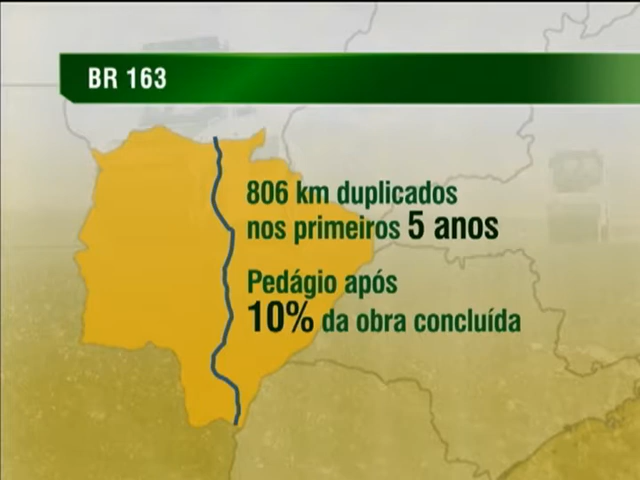 BR 163
806 km duplicados
nos primeiros 5 anos
Pedágio após
10% da obra concluída